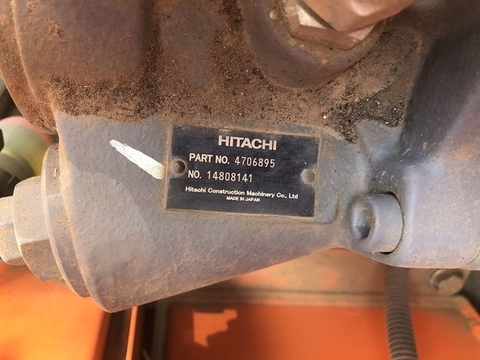 HITACHI
PART NO. 4706895
NO. 14808141
Hitachi Construction Machinery Co., Ltd
MADE IN JAPAN